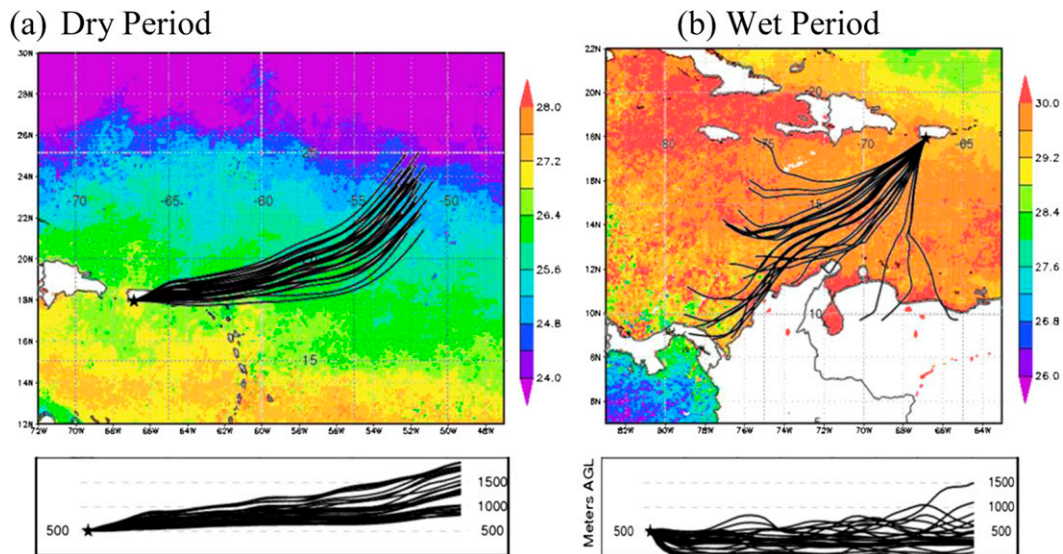 (a) Dry Period
(b) Wet Period
30N
28N
26N
24N
22N
20N
18N
16N
14N
12N
72W
70W
68W
66W
64W
62W
60W
58W
56W
54W
52W
50W
48W
25
-70
-65
-60
-55
-50
20
15
28.0
27.2
26.4
25.6
24.8
24.0
22N
20N
18N
16N
14N
12N
10N
8N
6N
82W
80W
78W
76W
74W
72W
70W
68W
66W
64W
-20
-80
-75
-65
15
10
5
30.0
29.2
28.4
27.6
26.8
26.0
500
1500
1000
500
Meters AGL
500
1500
1000
500